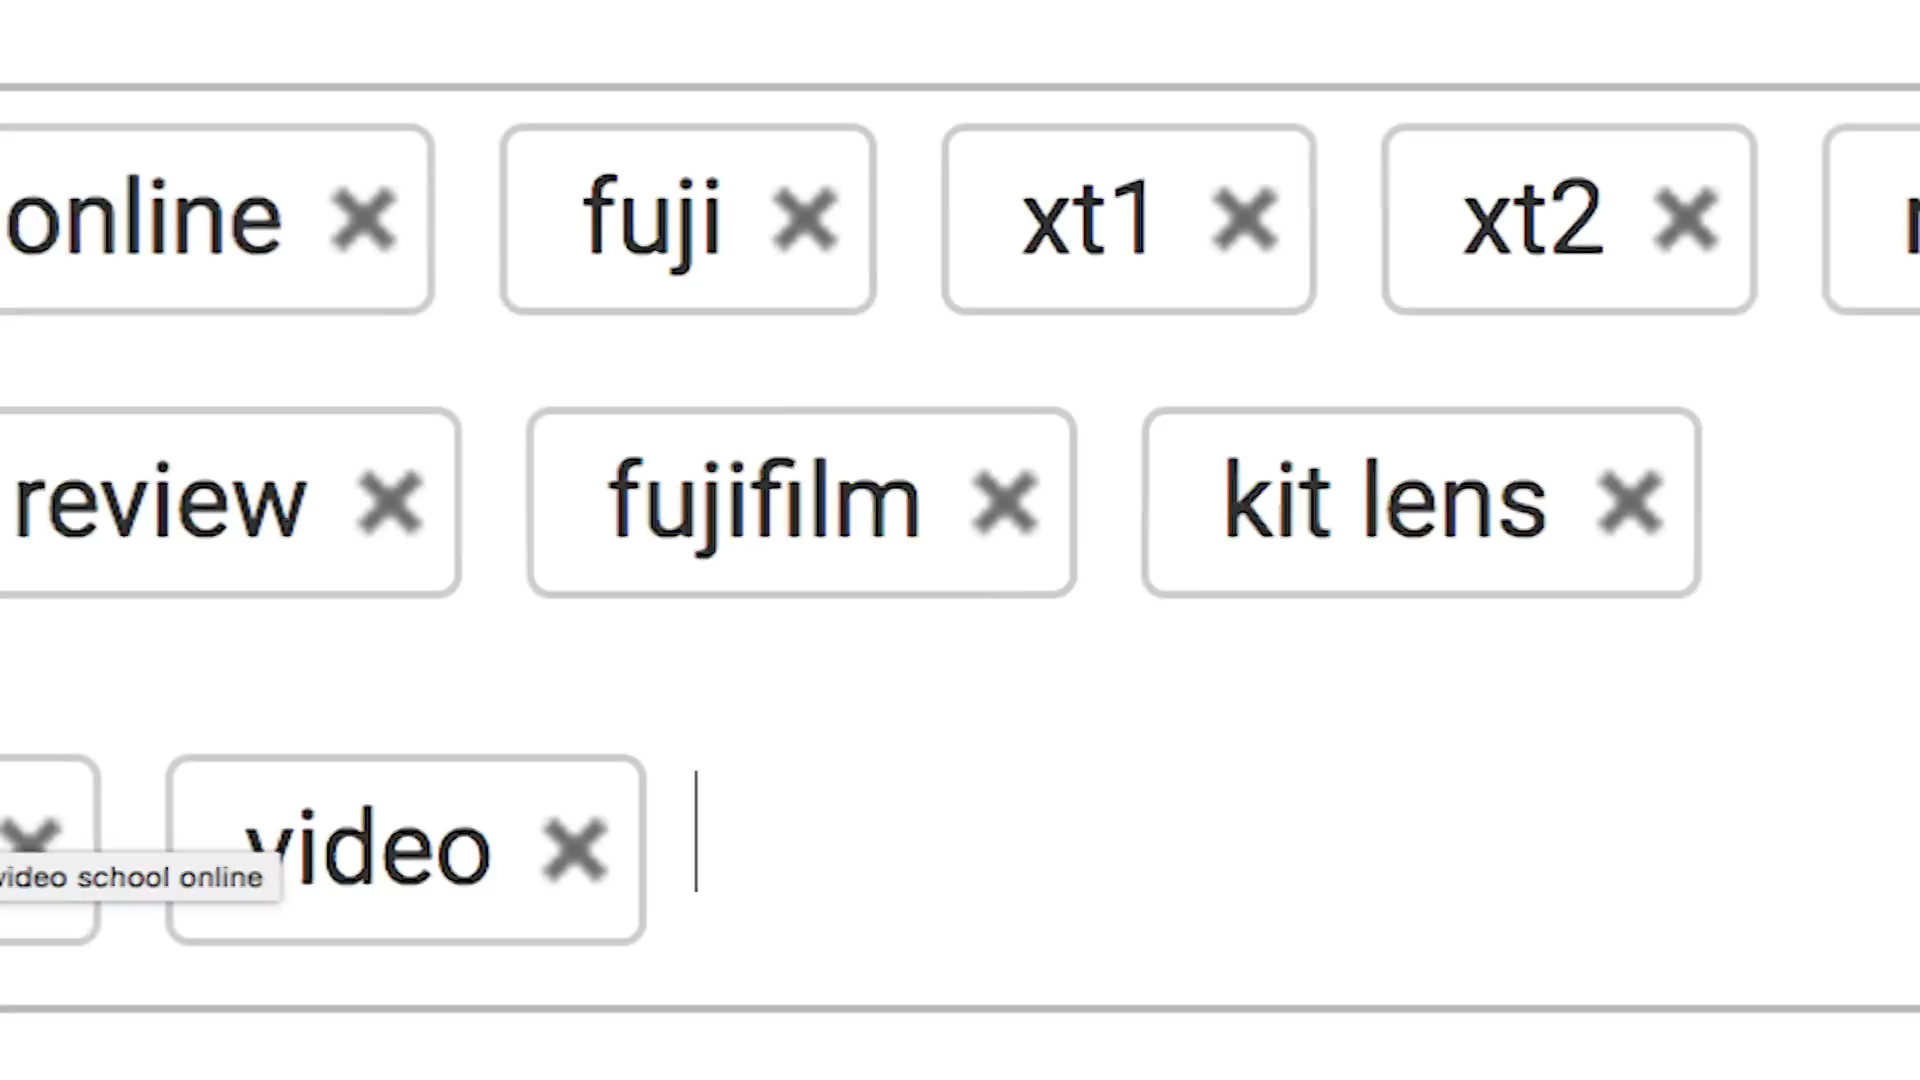 online fuji xt1 xt2
review fujifilm kit lens
video
video school online